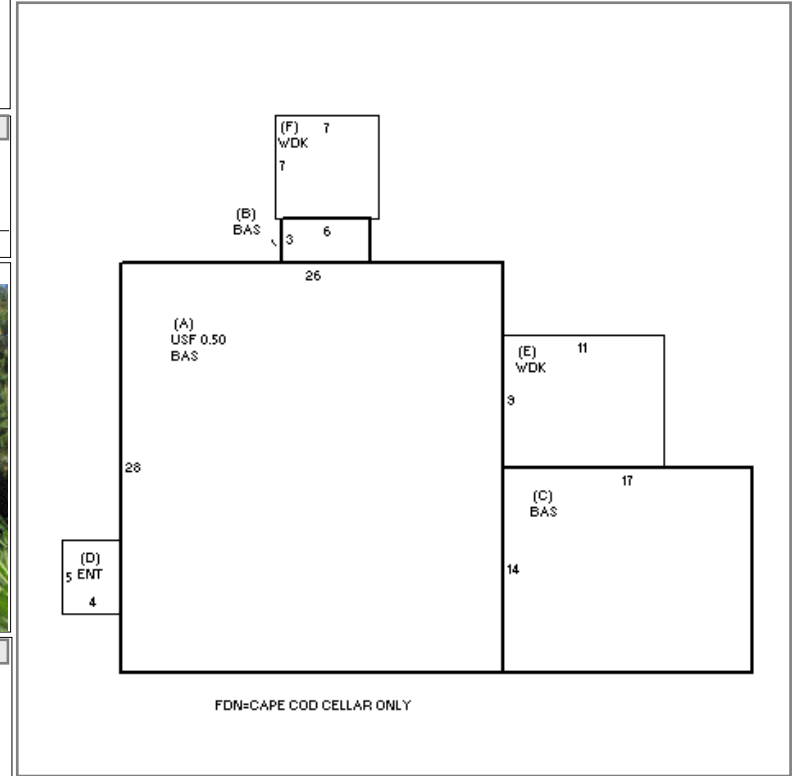 (F) 7
WDK
7
(B)
BAS
3 6
26
(A)
USF 0.50
BAS
(E) 11
WDK
9
28
17
(C)
BAS
14
(D)
5 ENT
4
FDN=CAPE COD CELLAR ONLY